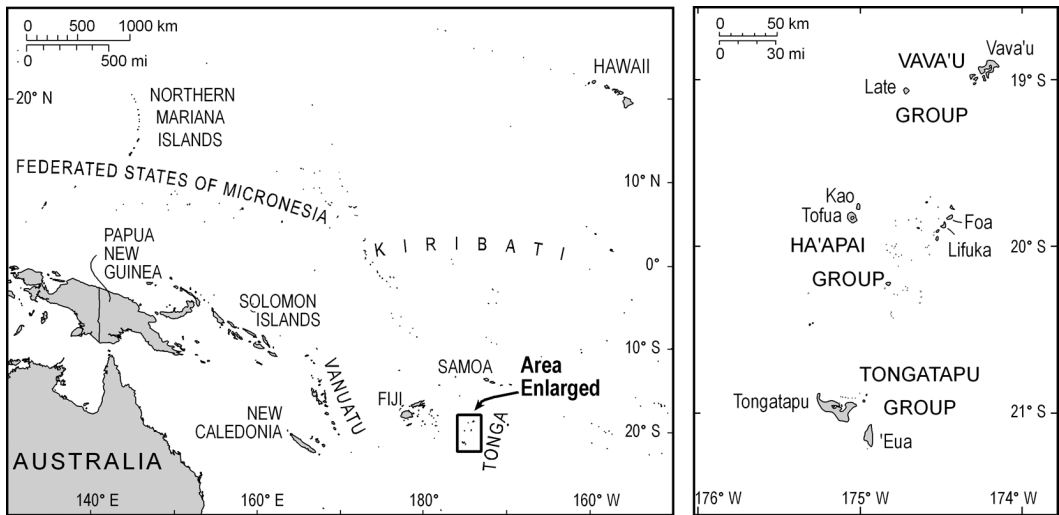 0 500 1000 km
0 500 mi
HAWAII
20° N
NORTHERN
MARIANA
ISLANDS
FEDERATED STATES OF MICRONESIA
10° N
PAPUA
NEW
GUINEA
KIRIBATI
0°
SOLOMON
ISLANDS
10° S
SAMOA
Area
Enlarged
VANUATU
FIJI
NEW
CALEDONIA
TONGA
20° S
AUSTRALIA
140° E
160° E
180°
160° W
0 50 km
0 30 mi
Vava'u
VAVA'U
GROUP
Late
19° S
Kao
Tofua
Foa
Lifuka
HA'APAI
GROUP
20° S
TONGATAPU
GROUP
Tongatapu
21° S
'Eua
176° W
175° W
174° W